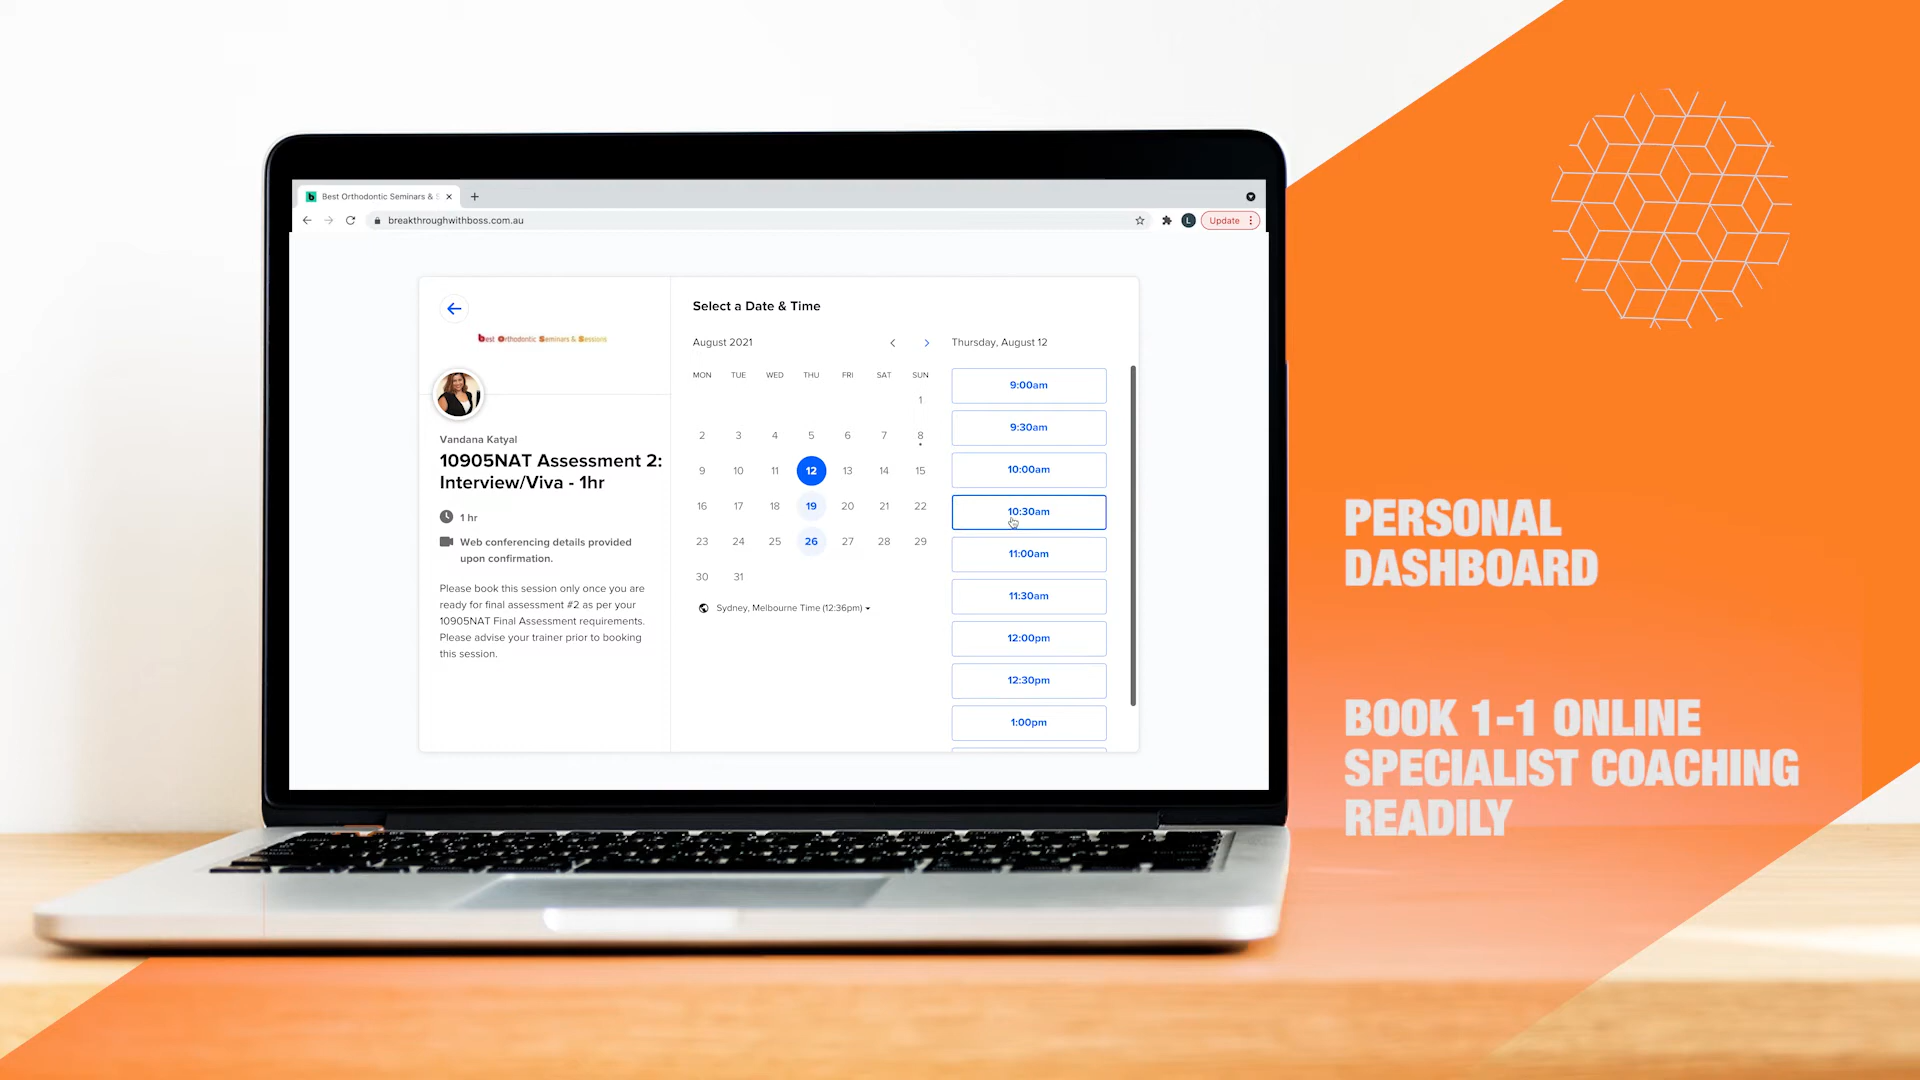 Best Orthodontic Seminars & S
breakthroughwithboss.com.au
L
Update
Best Orthodontic Seminars & Sessions
Vandana Katyal
10905NAT Assessment 2:
Interview/Viva - 1hr
1 hr
Web conferencing details provided
upon confirmation.
Please book this session only once you are
ready for final assessment #2 as per your
10905NAT Final Assessment requirements.
Please advise your trainer prior to booking
this session.
Select a Date & Time
August 2021
MON TUE WED THU FRI SAT SUN
1
2 3 4 5 6 7 8
9 10 11 12 13 14 15
16 17 18 19 20 21 22
23 24 25 26 27 28 29
30 31
Sydney, Melbourne Time (12:36pm)
Thursday, August 12
9:00am
9:30am
10:00am
10:30am
11:00am
11:30am
12:00pm
12:30pm
1:00pm
PERSONAL
DASHBOARD
BOOK 1-1 ONLINE
SPECIALIST COACHING
READILY